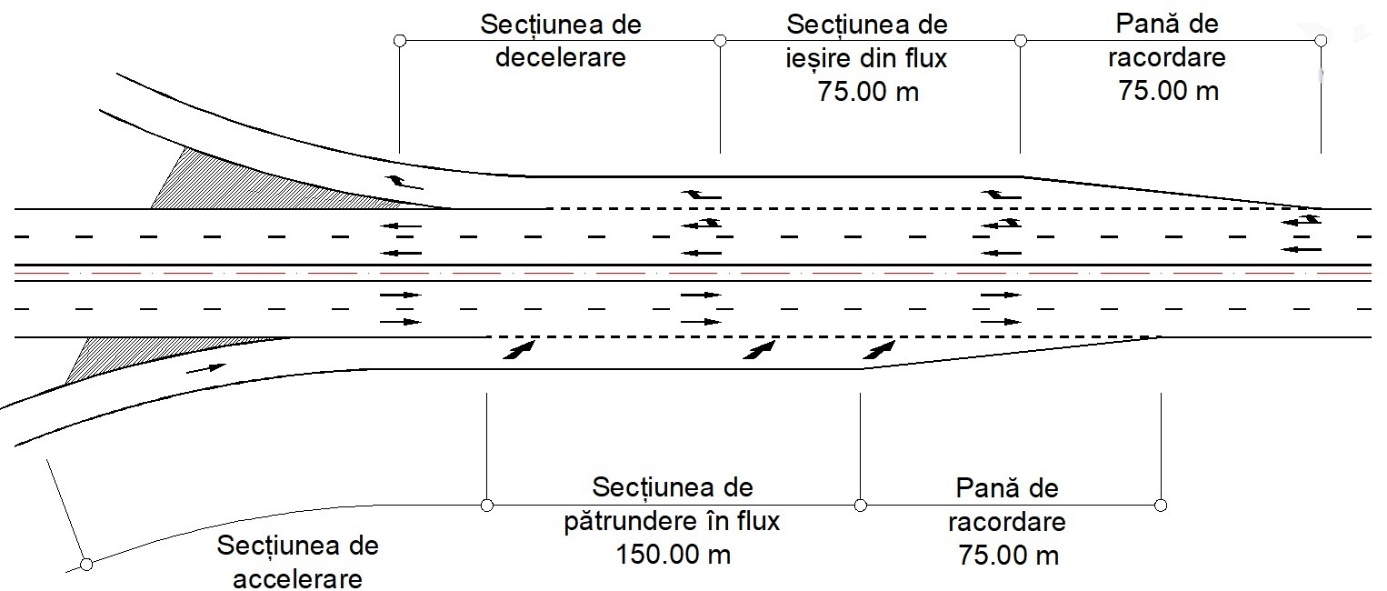 Secțiunea de
decelerare
Secțiunea de
ieșire din flux
75.00 m
Pană de
racordare
75.00 m
Secțiunea de
accelerare
Secțiunea de
pătrundere în flux
150.00 m
Pană de
racordare
75.00 m